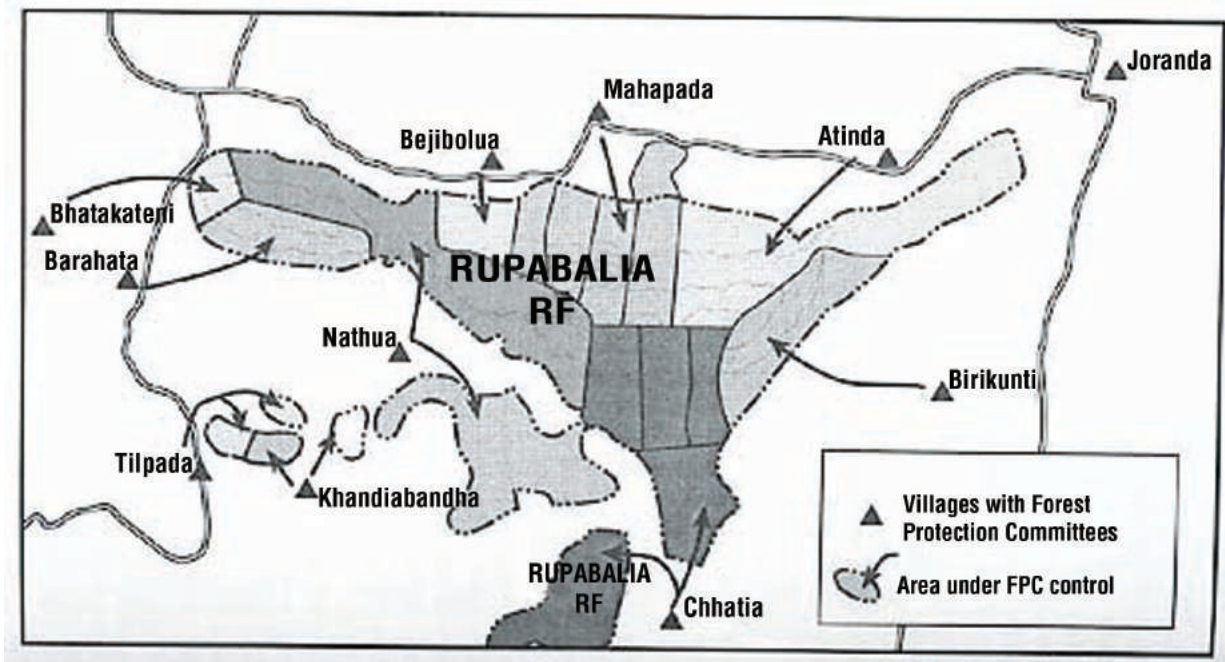 Joranda
Mahapada
Bejibolua
Atinda
Bhatakateni
Barahata
RUPABALIA
RF
Nathua
Birikunti
Tilpada
Khandiabandha
Villages with Forest
Protection Committees
RUPABALIA
RF
Area under FPC control
Chhatia